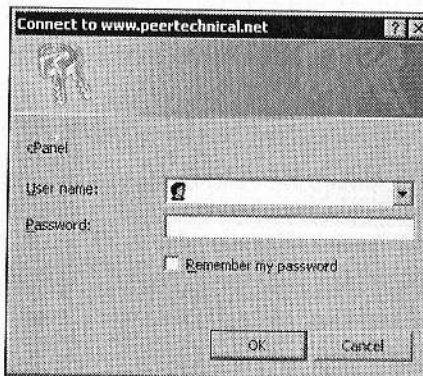 Connect to www.peertechnical.net
cPanel
User name:
Password:
Remember my password
OK Cancel